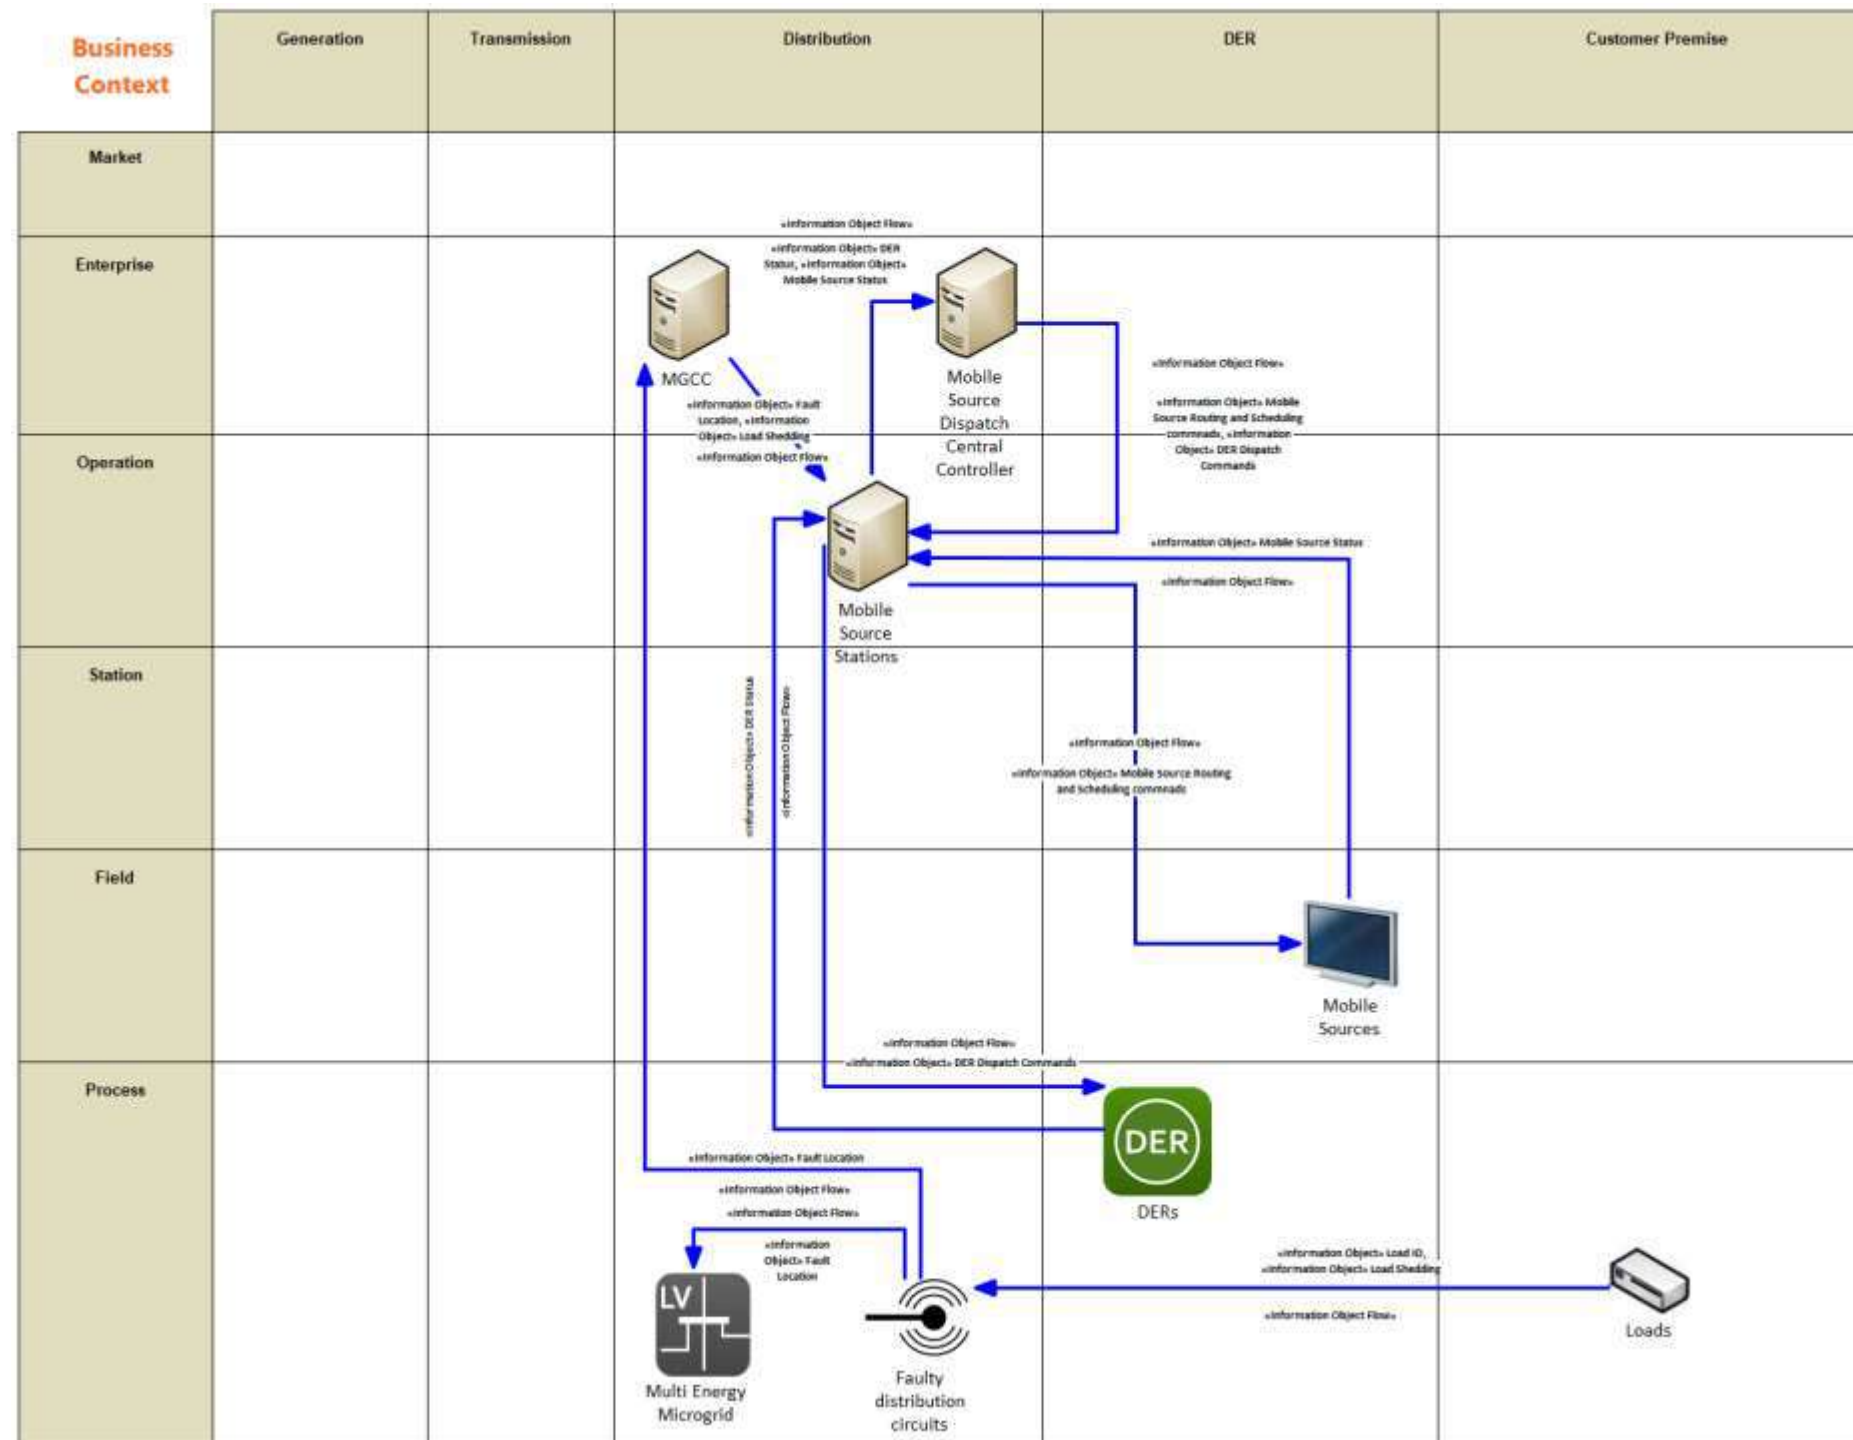 Business
Context
Generation
Transmission
Distribution
DER
Customer Premise
Market
Enterprise
«Information Object Flow»
«Information Object» DER
Status, «Information Object»
Mobile Source Status
MGCC
Mobile
Source
Dispatch
Central
Controller
«Information Object Flow»
«Information Object» Mobile
Source Routing and Scheduling
commnads, «Information
Object» DER Dispatch
Commands
«Information Object» Fault
Location, «Information
Object» Load Shedding
«Information Object Flow»
Operation
Mobile
Source
Stations
«Information Object» Mobile Source Status
«Information Object Flow»
Station
«Information Object» DER Status
«Information Object Flow»
«Information Object Flow»
«Information Object» Mobile Source Routing
and Scheduling commnads
Field
Mobile
Sources
«Information Object Flow»
«Information Object» DER Dispatch Commands
Process
DER
DERs
«Information Object» Fault Location
«Information Object Flow»
«Information Object Flow»
«Information
Object» Fault
Location
LV
Multi Energy
Microgrid
Faulty
distribution
circuits
«Information Object» Load ID,
«Information Object» Load Shedding
«Information Object Flow»
Loads